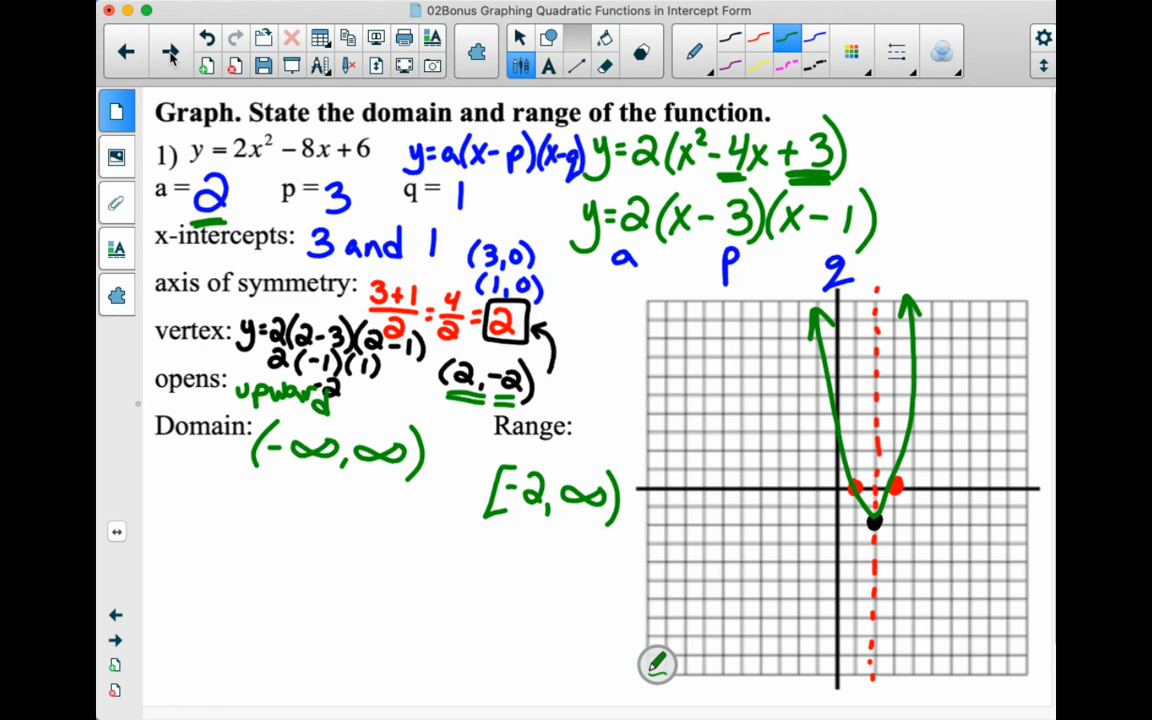 02Bonus Graphing Quadratic Functions in Intercept Form
Graph. State the domain and range of the function.
1) y = 2x² − 8x + 6 y=a(x-p)(x-q) y=2(x²-4x+3)
a = 2 p = 3 q = 1 y=2(x-3)(x-1)
a p q
x-intercepts: 3 and 1 (3,0)
(1,0)
axis of symmetry: 3+1/2 = 4/2 = 2
vertex: y=2(2-3)(2-1)
2(-1)(1)
-2 (2,-2)
opens: upward
Domain: (-∞,∞) Range: [-2,∞)